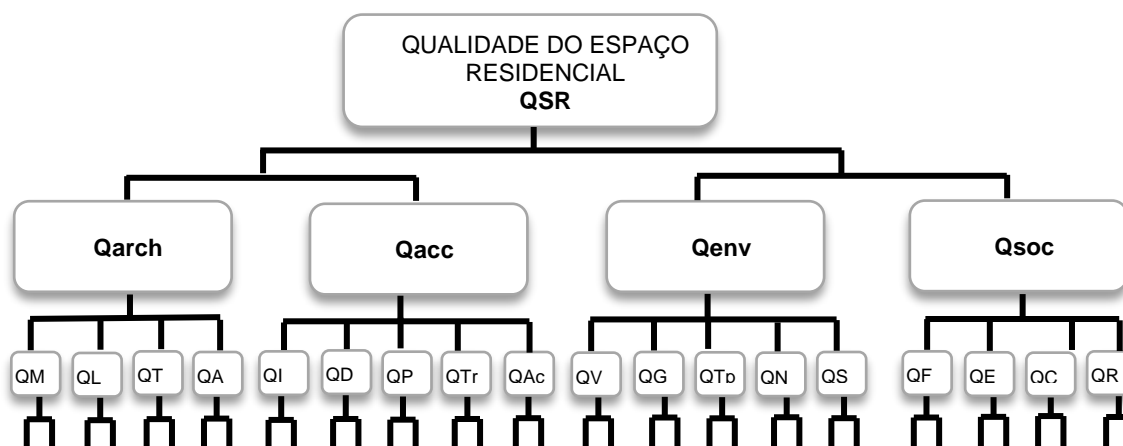 QUALIDADE DO ESPAÇO
RESIDENCIAL
QSR
Qarch
Qacc
Qenv
Qsoc
QM
QL
QT
QA
QI
QD
QP
QTr
QAc
QV
QG
QTp
QN
QS
QF
QE
QC
QR